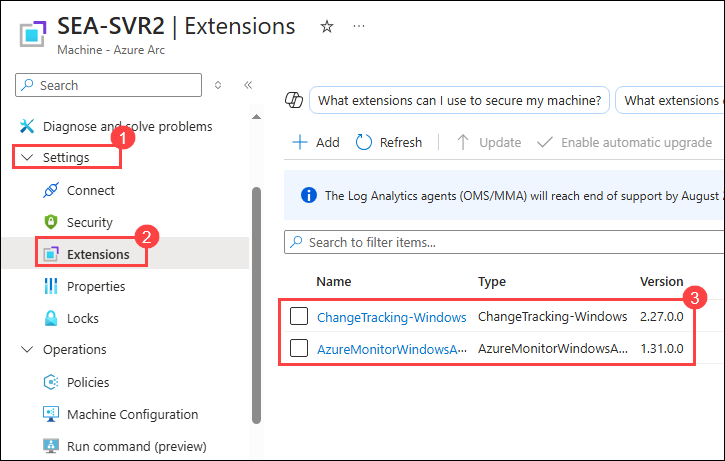 SEA-SVR2 | Extensions
Machine - Azure Arc
Search
Diagnose and solve problems
1
Settings
Connect
Security
2
Extensions
Properties
Locks
Operations
Policies
Machine Configuration
Run command (preview)
What extensions can I use to secure my machine?
What extensions
Add Refresh Update Enable automatic upgrade
The Log Analytics agents (OMS/MMA) will reach end of support by August
Search to filter items...
Name Type Version
3
ChangeTracking-Windows ChangeTracking-Windows 2.27.0.0
AzureMonitorWindowsA... AzureMonitorWindowsA... 1.31.0.0